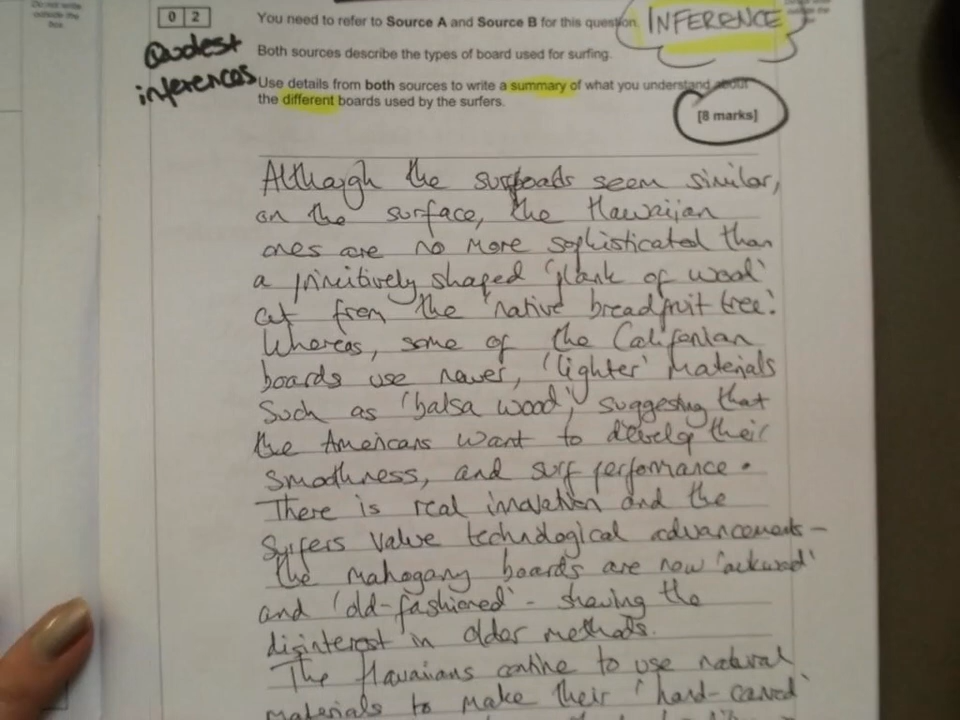 0 2
You need to refer to Source A and Source B for this question.
INFERENCE
Both sources describe the types of board used for surfing.
inferences
Use details from both sources to write a summary of what you understand about
the different boards used by the surfers.
[8 marks]
Although the surfboads seem similar,
on the surface, the Hawaiian
ones are no more sophisticated than
a primitively shaped 'plank of wood'
cut from the 'native breadfruit tree'.
Whereas, some of the Califonian
boards use newer, 'lighter' materials
such as 'balsa wood', suggesting that
the Americans want to develop their
smoothness, and surf performance.
There is real innovation and the
surfers value technological advancements –
the mahogany boards are now 'ackward'
and 'old-fashioned' – showing the
disinterest in older methods.
The Hawaiians contine to use natural
materials to make their 'hard-carved'